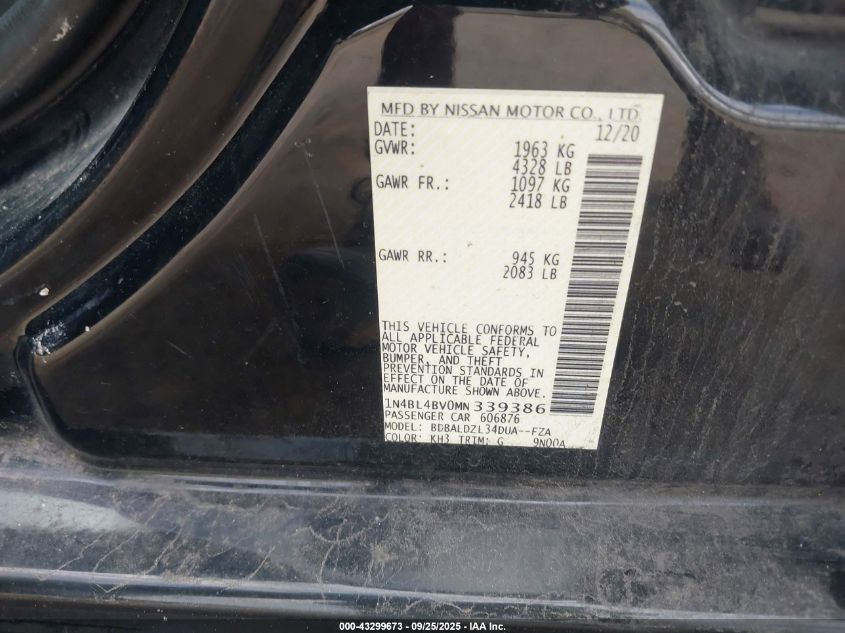 MFD BY NISSAN MOTOR CO., LTD.
DATE: 12/20
GVWR: 1963 KG
4328 LB
GAWR FR.: 1097 KG
2418 LB
GAWR RR.: 945 KG
2083 LB
THIS VEHICLE CONFORMS TO
ALL APPLICABLE FEDERAL
MOTOR VEHICLE SAFETY,
BUMPER, AND THEFT
PREVENTION STANDARDS IN
EFFECT ON THE DATE OF
MANUFACTURE SHOWN ABOVE.
1N4BL4BV0MN 339386
PASSENGER CAR 606876
MODEL: BDBALDZL34DUA--FZA
COLOR: KH3 TRIM: G 9N00A
000-43299673 - 09/25/2025 - IAA Inc.